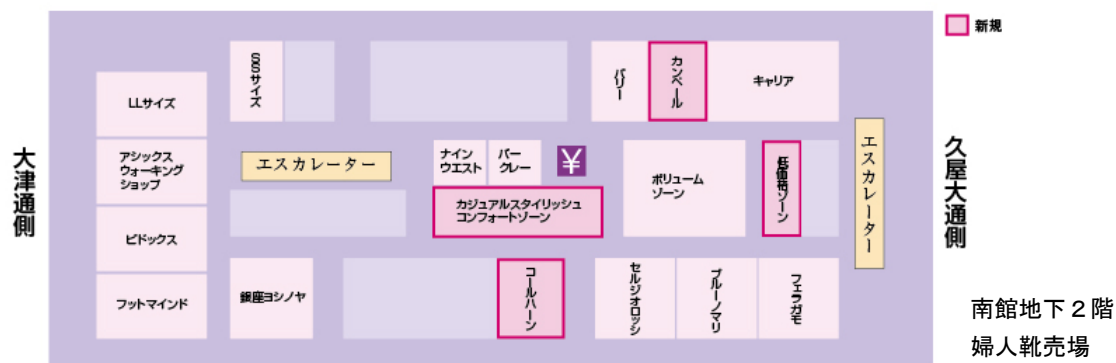 新規
SSサイズ
バリー
カンペール
キャリア
LLサイズ
大津通側
アシックス
ウォーキング
ショップ
エスカレーター
ナイン
ウエスト
バー
クレー
¥
ボリューム
ゾーン
低価格ゾーン
エスカレーター
久屋大通側
カジュアルスタイリッシュ
コンフォートゾーン
ビドックス
フットマインド
銀座ヨシノヤ
コールハーン
セルジオロッシ
ブルーノマリ
フェラガモ
南館地下2階
婦人靴売場